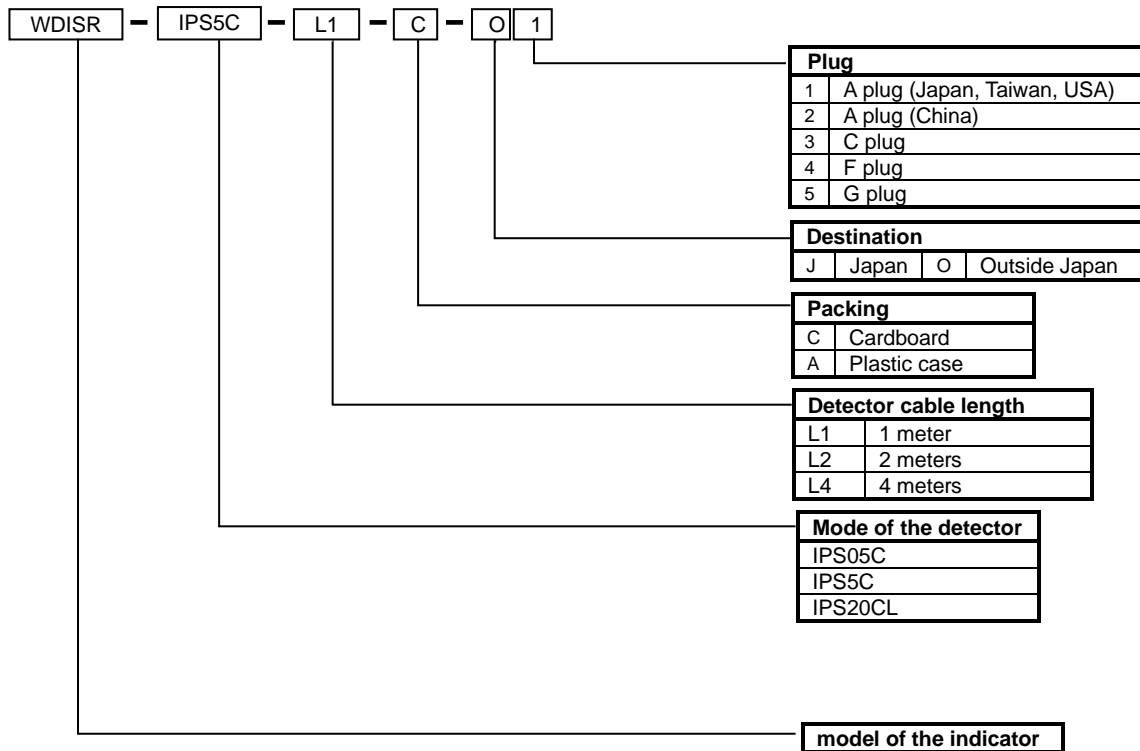 WDISR - IPS5C - L1 - C - O 1
Plug
1 A plug (Japan, Taiwan, USA)
2 A plug (China)
3 C plug
4 F plug
5 G plug
Destination
J Japan O Outside Japan
Packing
C Cardboard
A Plastic case
Detector cable length
L1 1 meter
L2 2 meters
L4 4 meters
Mode of the detector
IPS05C
IPS5C
IPS20CL
model of the indicator